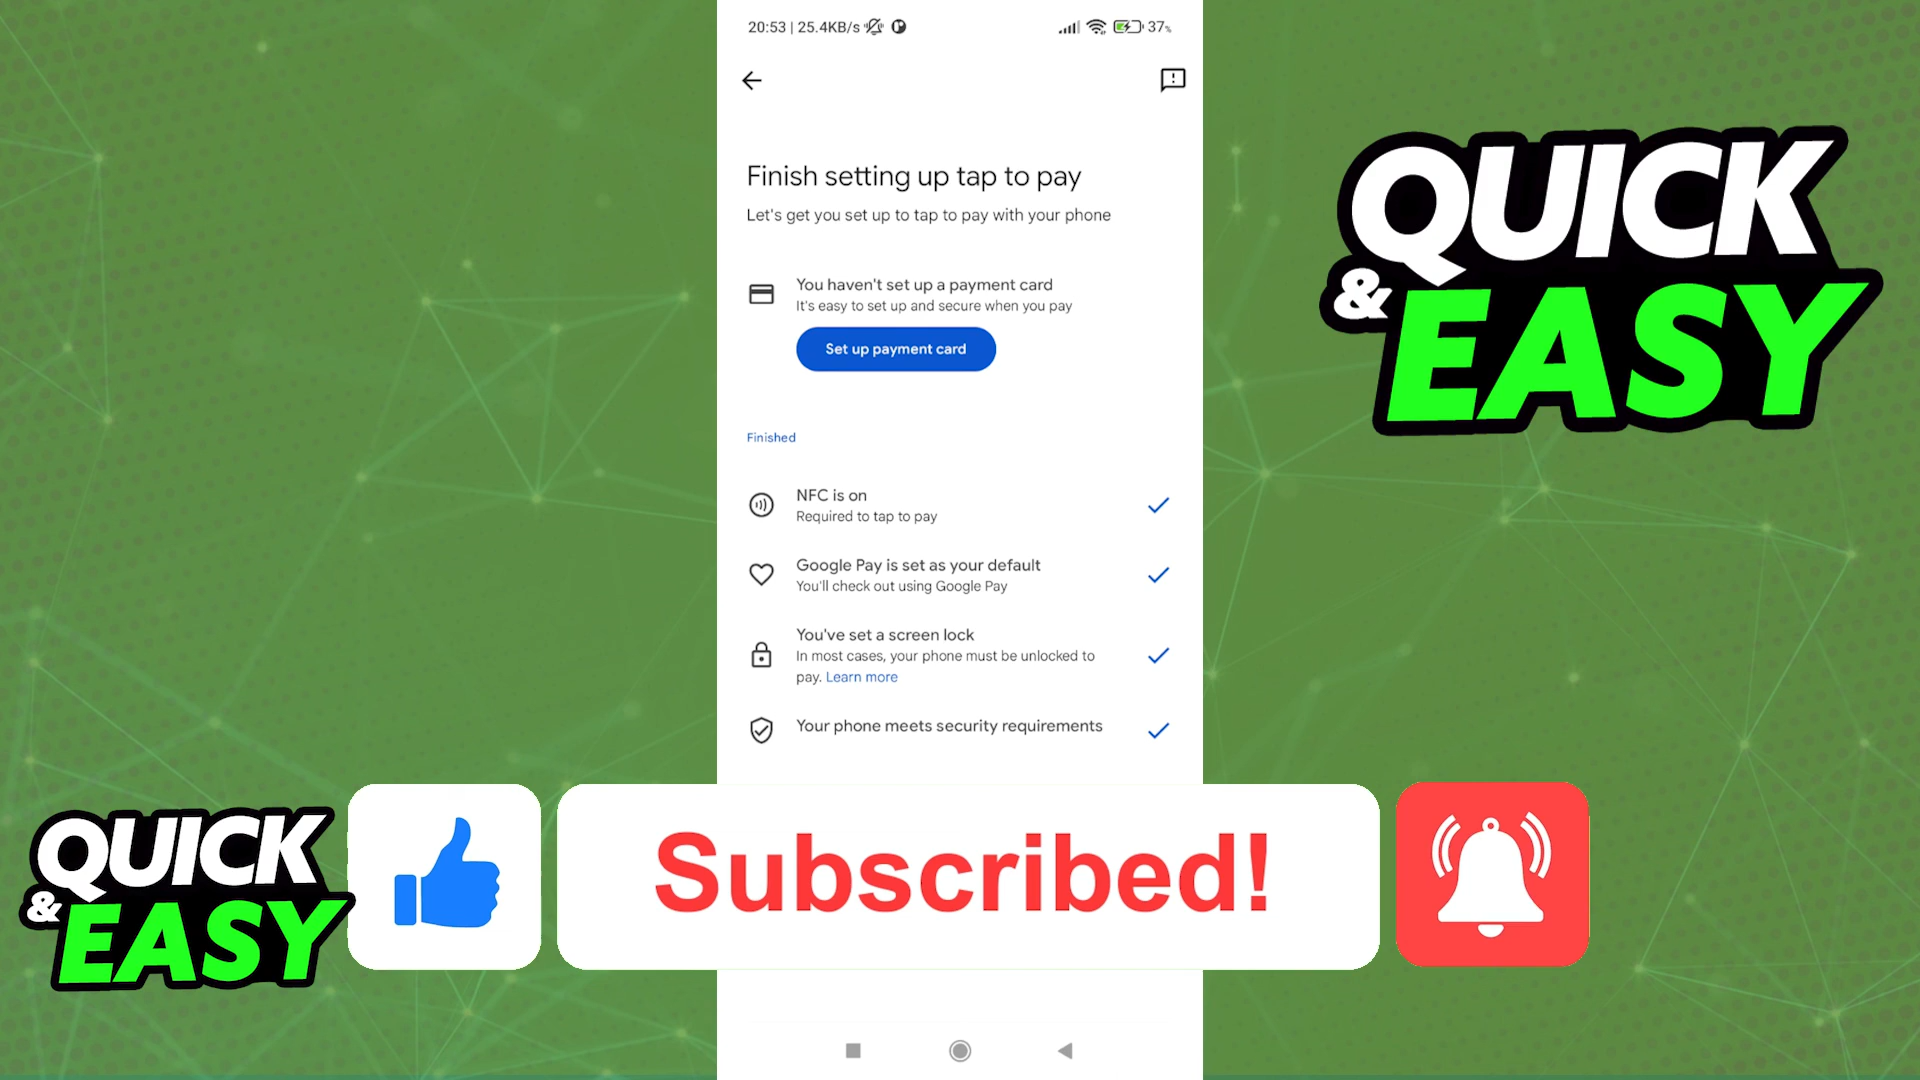 20:53 | 25.4KB/s
37%
Finish setting up tap to pay
Let's get you set up to tap to pay with your phone
You haven't set up a payment card
It's easy to set up and secure when you pay
Set up payment card
Finished
NFC is on
Required to tap to pay
Google Pay is set as your default
You'll check out using Google Pay
You've set a screen lock
In most cases, your phone must be unlocked to
pay. Learn more
Your phone meets security requirements
QUICK
& EASY
QUICK
& EASY
Subscribed!